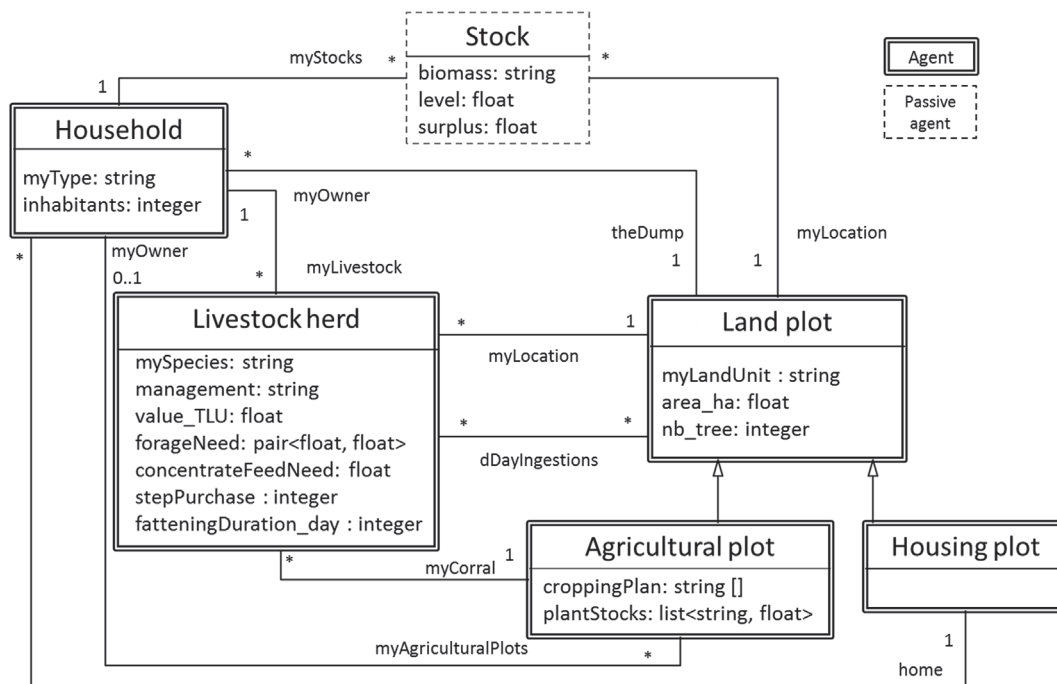 Stock
biomass: string
level: float
surplus: float
Agent
Passive
agent
myStocks
*
*
1
Household
myType: string
inhabitants: integer
*
myOwner
1
myOwner
0..1
*
*
myLivestock
theDump
1
myLocation
1
Livestock herd
mySpecies: string
management: string
value_TLU: float
forageNeed: pair<float, float>
concentrateFeedNeed: float
stepPurchase : integer
fatteningDuration_day : integer
*
1
myLocation
*
*
dDayIngestions
Land plot
myLandUnit : string
area_ha: float
nb_tree: integer
*
1
myCorral
Agricultural plot
croppingPlan: string []
plantStocks: list<string, float>
Housing plot
myAgriculturalPlots
*
1
home